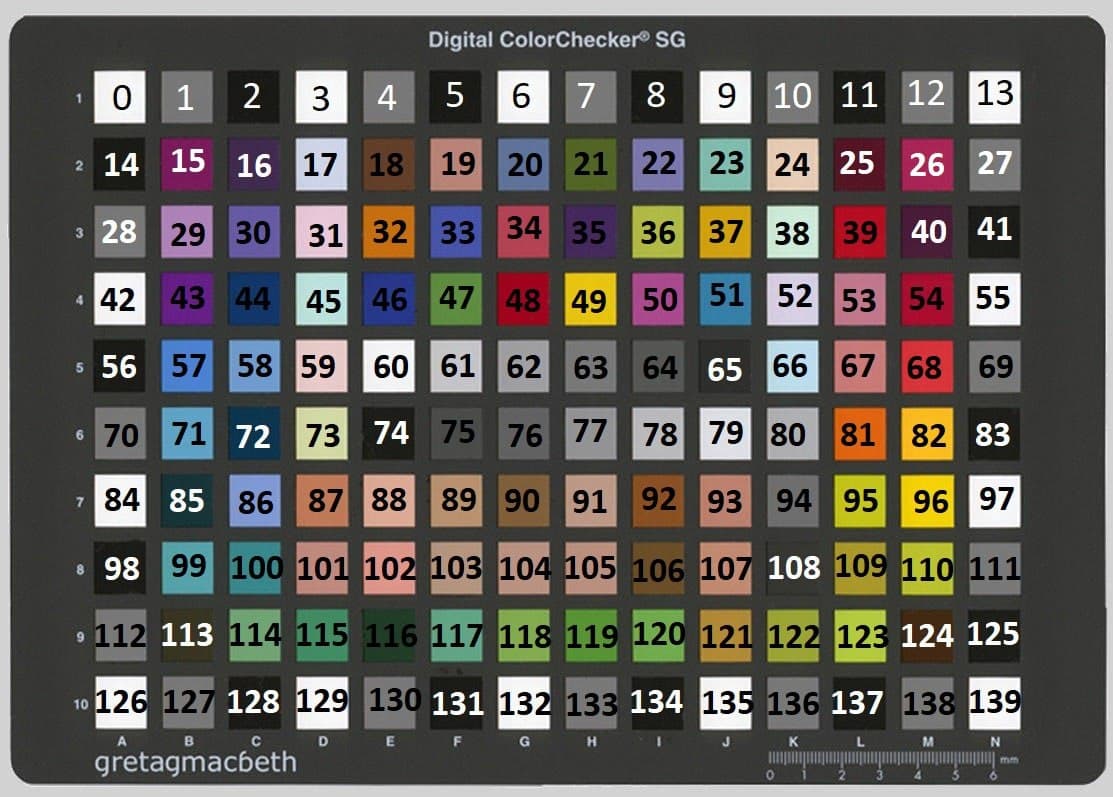 Digital ColorChecker® SG
1 0 1 2 3 4 5 6 7 8 9 10 11 12 13
2 14 15 16 17 18 19 20 21 22 23 24 25 26 27
3 28 29 30 31 32 33 34 35 36 37 38 39 40 41
4 42 43 44 45 46 47 48 49 50 51 52 53 54 55
5 56 57 58 59 60 61 62 63 64 65 66 67 68 69
6 70 71 72 73 74 75 76 77 78 79 80 81 82 83
7 84 85 86 87 88 89 90 91 92 93 94 95 96 97
8 98 99 100 101 102 103 104 105 106 107 108 109 110 111
9 112 113 114 115 116 117 118 119 120 121 122 123 124 125
10 126 127 128 129 130 131 132 133 134 135 136 137 138 139
A B C D E F G H I J K L M N
gretagmacbeth
mm
0 1 2 3 4 5 6